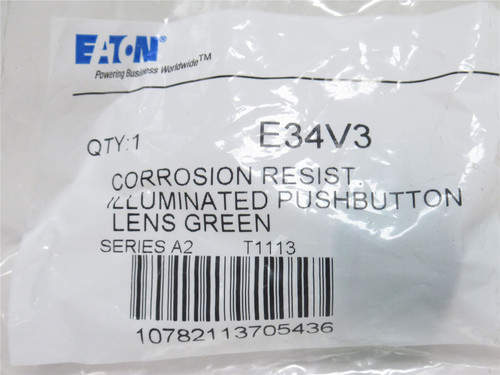 EATON
Powering Business Worldwide™
QTY:1 E34V3
CORROSION RESIST
ILLUMINATED PUSHBUTTON
LENS GREEN
SERIES A2 T1113
10782113705436